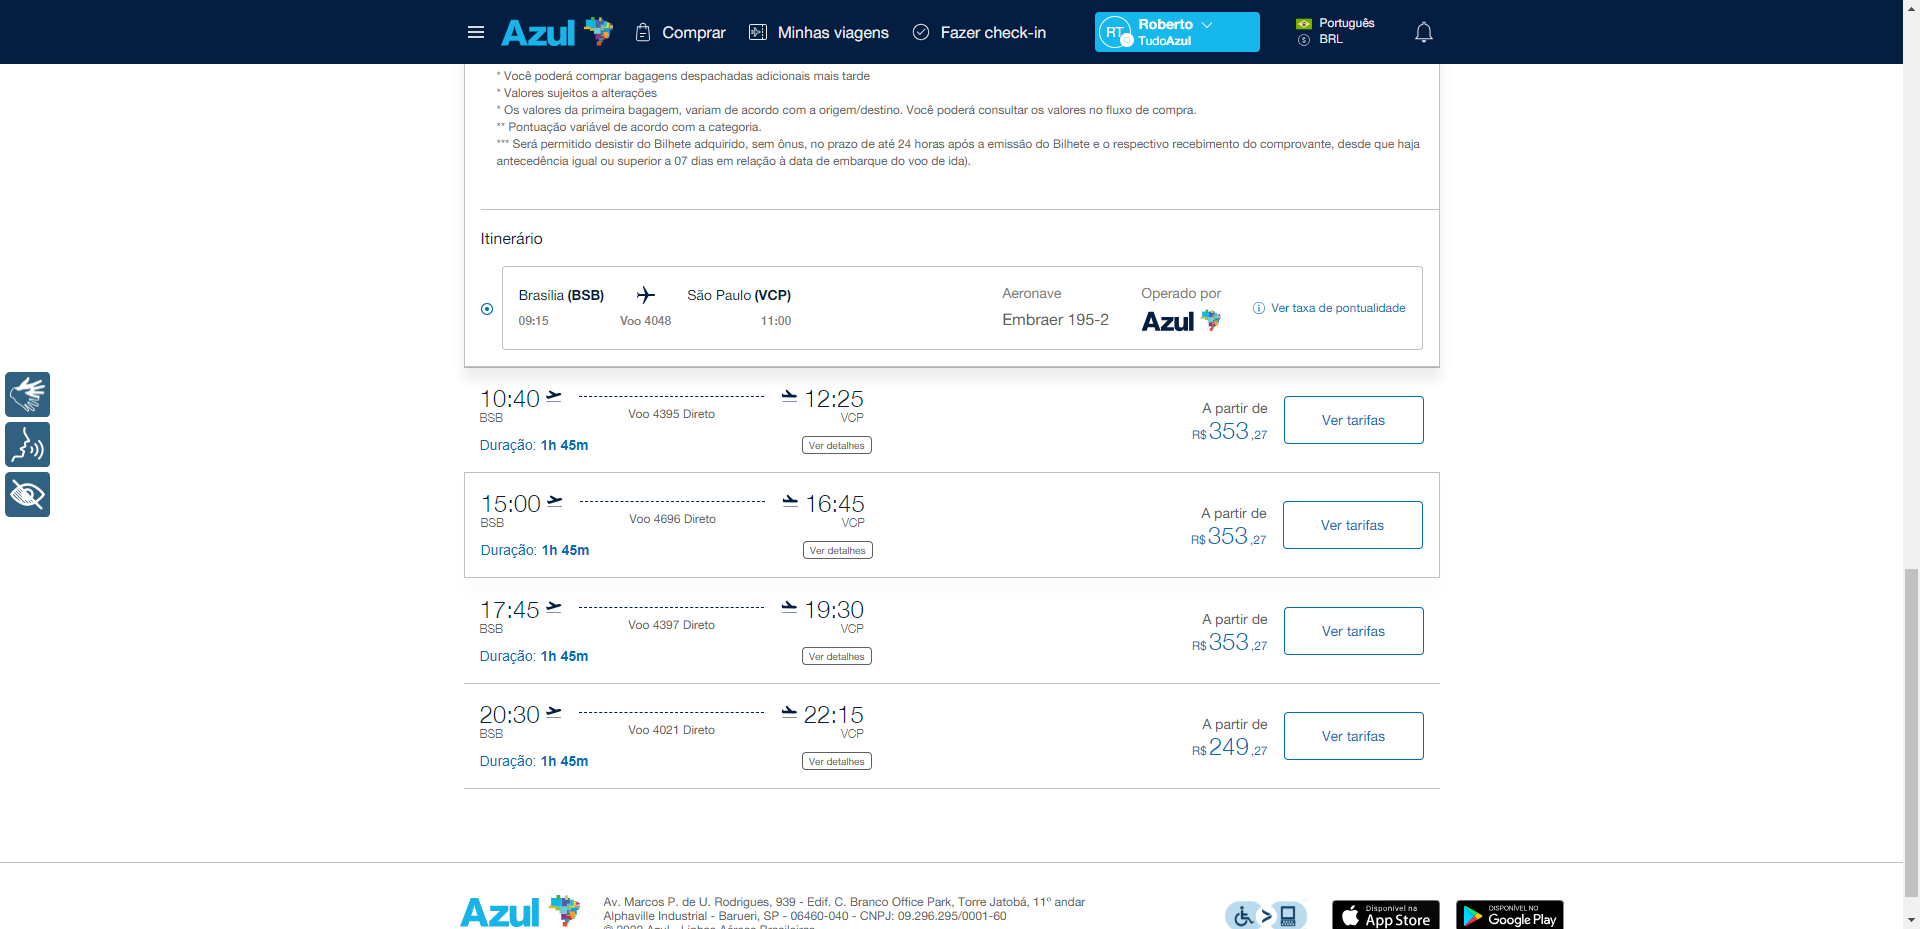 Azul
Comprar
Minhas viagens
Fazer check-in
RT
Roberto
TudoAzul
Português
BRL
* Você poderá comprar bagagens despachadas adicionais mais tarde
* Valores sujeitos a alterações
* Os valores da primeira bagagem, variam de acordo com a origem/destino. Você poderá consultar os valores no fluxo de compra.
** Pontuação variável de acordo com a categoria.
*** Será permitido desistir do Bilhete adquirido, sem ônus, no prazo de até 24 horas após a emissão do Bilhete e o respectivo recebimento do comprovante, desde que haja
antecedência igual ou superior a 07 dias em relação à data de embarque do voo de ida).
Itinerário
Brasília (BSB) São Paulo (VCP)
09:15 Voo 4048 11:00
Aeronave
Embraer 195-2
Operado por
Azul
Ver taxa de pontualidade
10:40 12:25
BSB Voo 4395 Direto VCP
Duração: 1h 45m Ver detalhes
A partir de
R$ 353 ,27
Ver tarifas
15:00 16:45
BSB Voo 4696 Direto VCP
Duração: 1h 45m Ver detalhes
A partir de
R$ 353 ,27
Ver tarifas
17:45 19:30
BSB Voo 4397 Direto VCP
Duração: 1h 45m Ver detalhes
A partir de
R$ 353 ,27
Ver tarifas
20:30 22:15
BSB Voo 4021 Direto VCP
Duração: 1h 45m Ver detalhes
A partir de
R$ 249 ,27
Ver tarifas
Azul
Av. Marcos P. de U. Rodrigues, 939 - Edif. C. Branco Office Park, Torre Jatobá, 11º andar
Alphaville Industrial - Barueri, SP - 06460-040 - CNPJ: 09.296.295/0001-60
Disponível na
App Store
DISPONÍVEL NO
Google Play